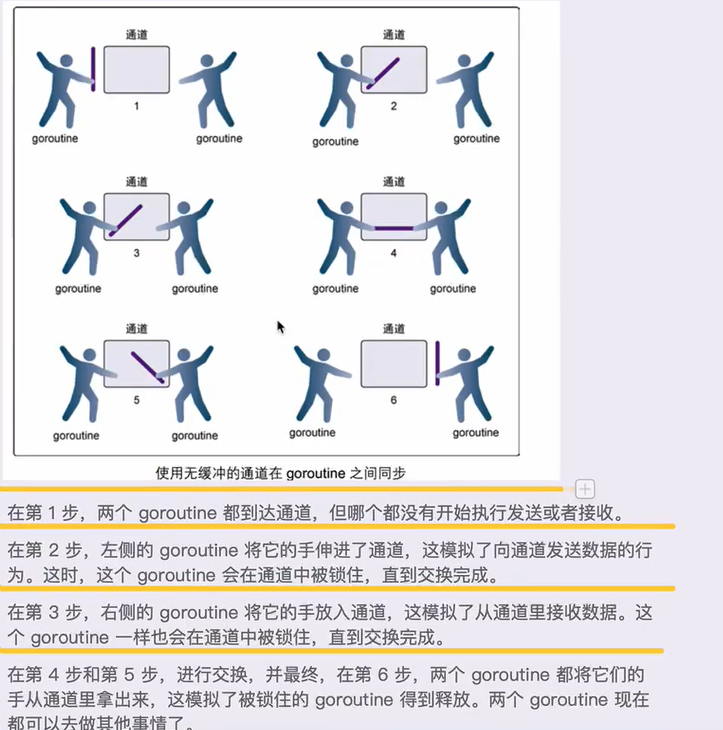 通道
通道
1
2
goroutine
goroutine
goroutine
goroutine
通道
通道
3
4
goroutine
goroutine
goroutine
goroutine
通道
通道
5
6
goroutine
goroutine
goroutine
goroutine
使用无缓冲的通道在 goroutine 之间同步
在第 1 步，两个 goroutine 都到达通道，但哪个都没有开始执行发送或者接收。
在第 2 步，左侧的 goroutine 将它的手伸进了通道，这模拟了向通道发送数据的行
为。这时，这个 goroutine 会在通道中被锁住，直到交换完成。
在第 3 步，右侧的 goroutine 将它的手放入通道，这模拟了从通道里接收数据。这
个 goroutine 一样也会在通道中被锁住，直到交换完成。
在第 4 步和第 5 步，进行交换，并最终，在第 6 步，两个 goroutine 都将它们的
手从通道里拿出来，这模拟了被锁住的 goroutine 得到释放。两个 goroutine 现在
都可以去做其他事情了。